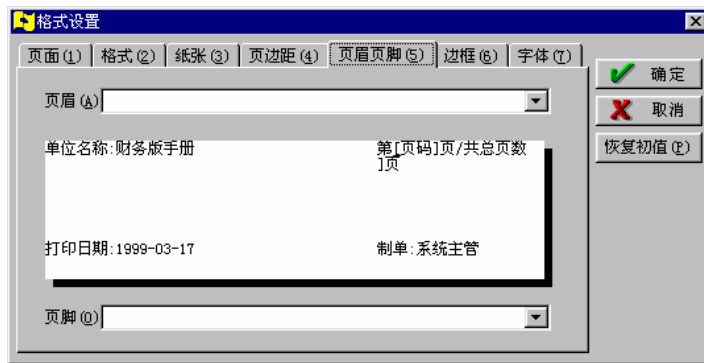 格式设置
页面(1) 格式(2) 纸张(3) 页边距(4) 页眉页脚(5) 边框(6) 字体(7)
确定
页眉(A)
取消
单位名称:财务版手册 第[页码]页/共总页数
]页
恢复初值(P)
打印日期:1999-03-17 制单:系统主管
页脚(O)